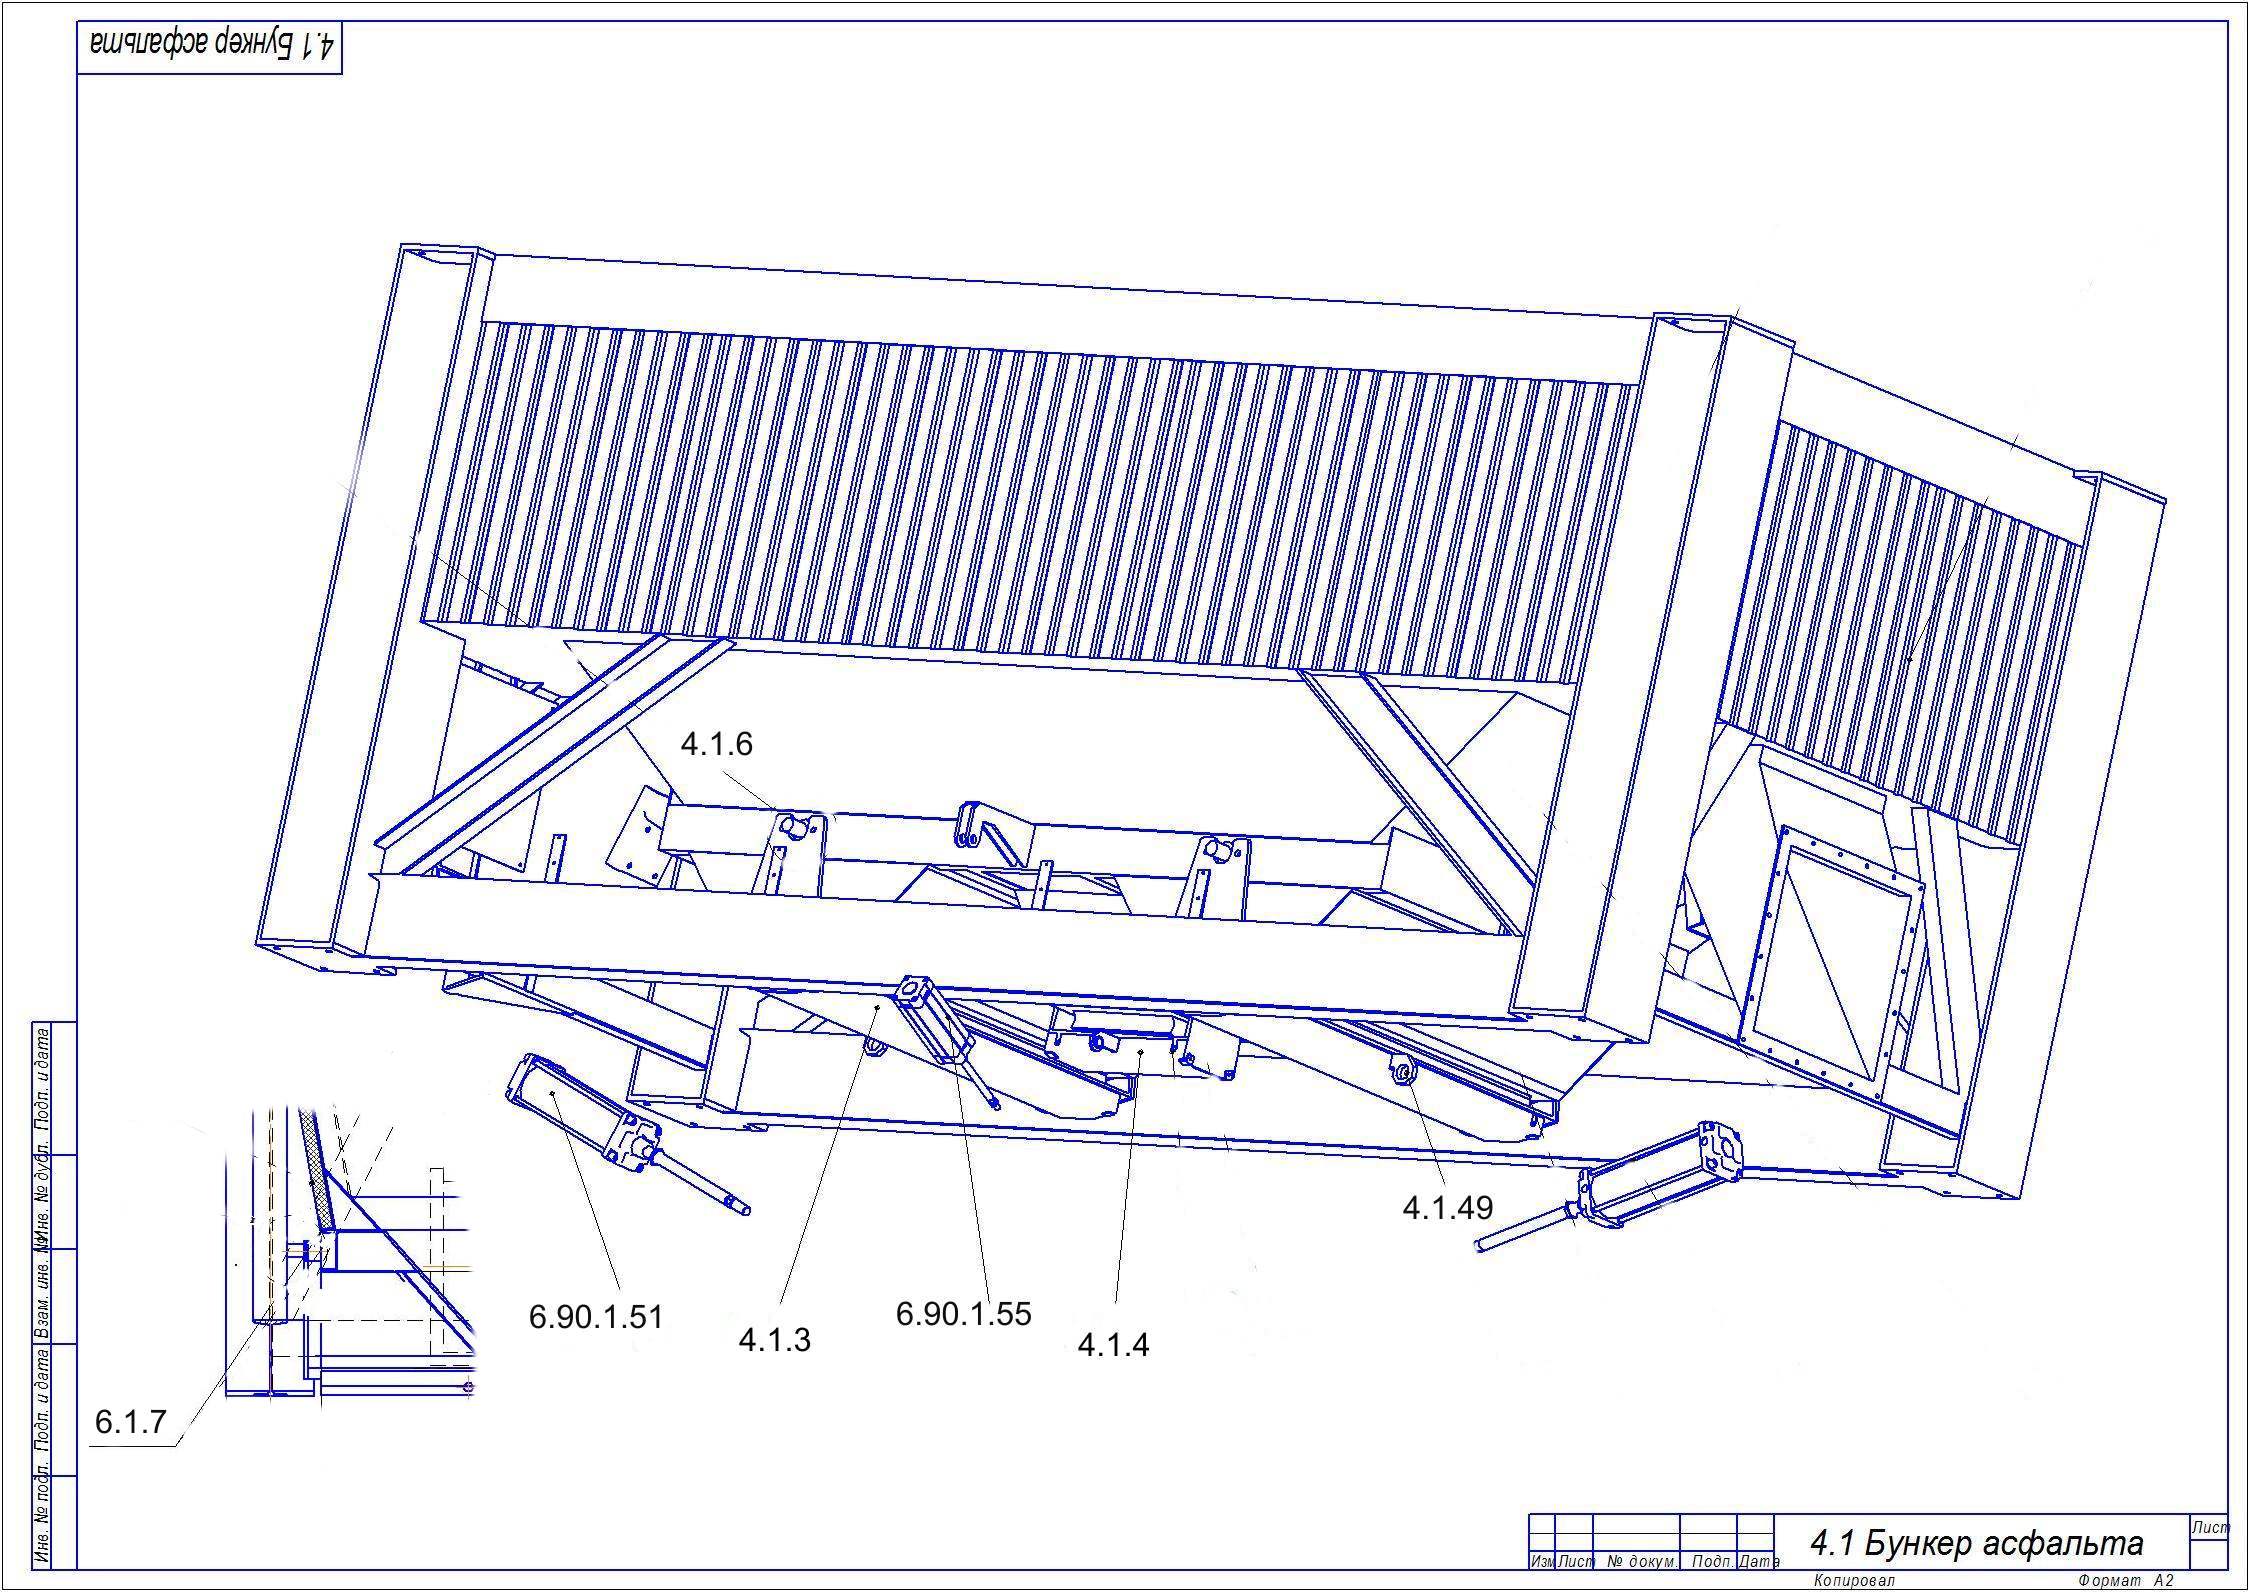 4.1 Бункер асфальта
4.1.6
4.1.49
6.90.1.51
4.1.3
6.90.1.55
4.1.4
6.1.7
Подп. и дата
Инв. № дубл.
Взам. инв. №
Подп. и дата
Инв. № подл.
Изм Лист № докум. Подп. Дата
4.1 Бункер асфальта
Лист
Копировал
Формат А2